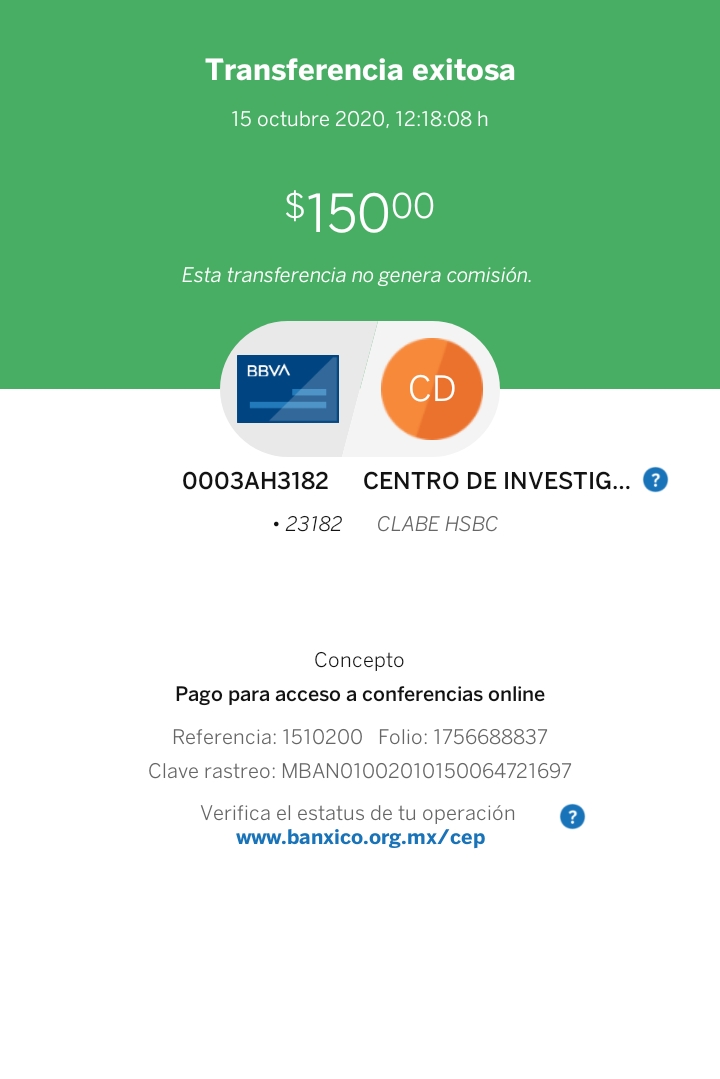 Transferencia exitosa
15 octubre 2020, 12:18:08 h
$150⁰⁰
Esta transferencia no genera comisión.
BBVA
CD
0003AH3182 CENTRO DE INVESTIG... ?
• 23182 CLABE HSBC
Concepto
Pago para acceso a conferencias online
Referencia: 1510200 Folio: 1756688837
Clave rastreo: MBAN01002010150064721697
Verifica el estatus de tu operación ?
www.banxico.org.mx/cep